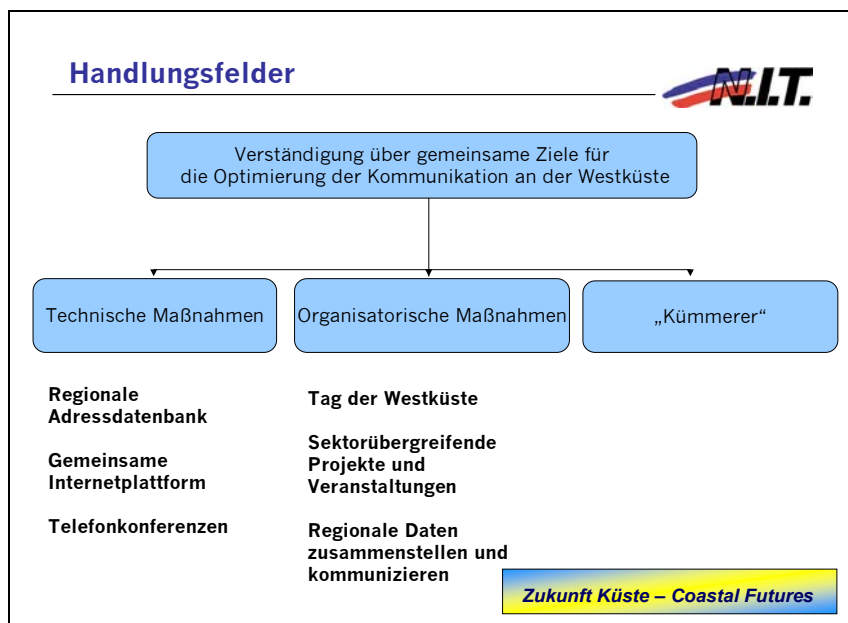 Handlungsfelder
N.I.T.
Verständigung über gemeinsame Ziele für
die Optimierung der Kommunikation an der Westküste
Technische Maßnahmen
Organisatorische Maßnahmen
„Kümmerer“
Regionale
Adressdatenbank
Gemeinsame
Internetplattform
Telefonkonferenzen
Tag der Westküste
Sektorübergreifende
Projekte und
Veranstaltungen
Regionale Daten
zusammenstellen und
kommunizieren
Zukunft Küste – Coastal Futures